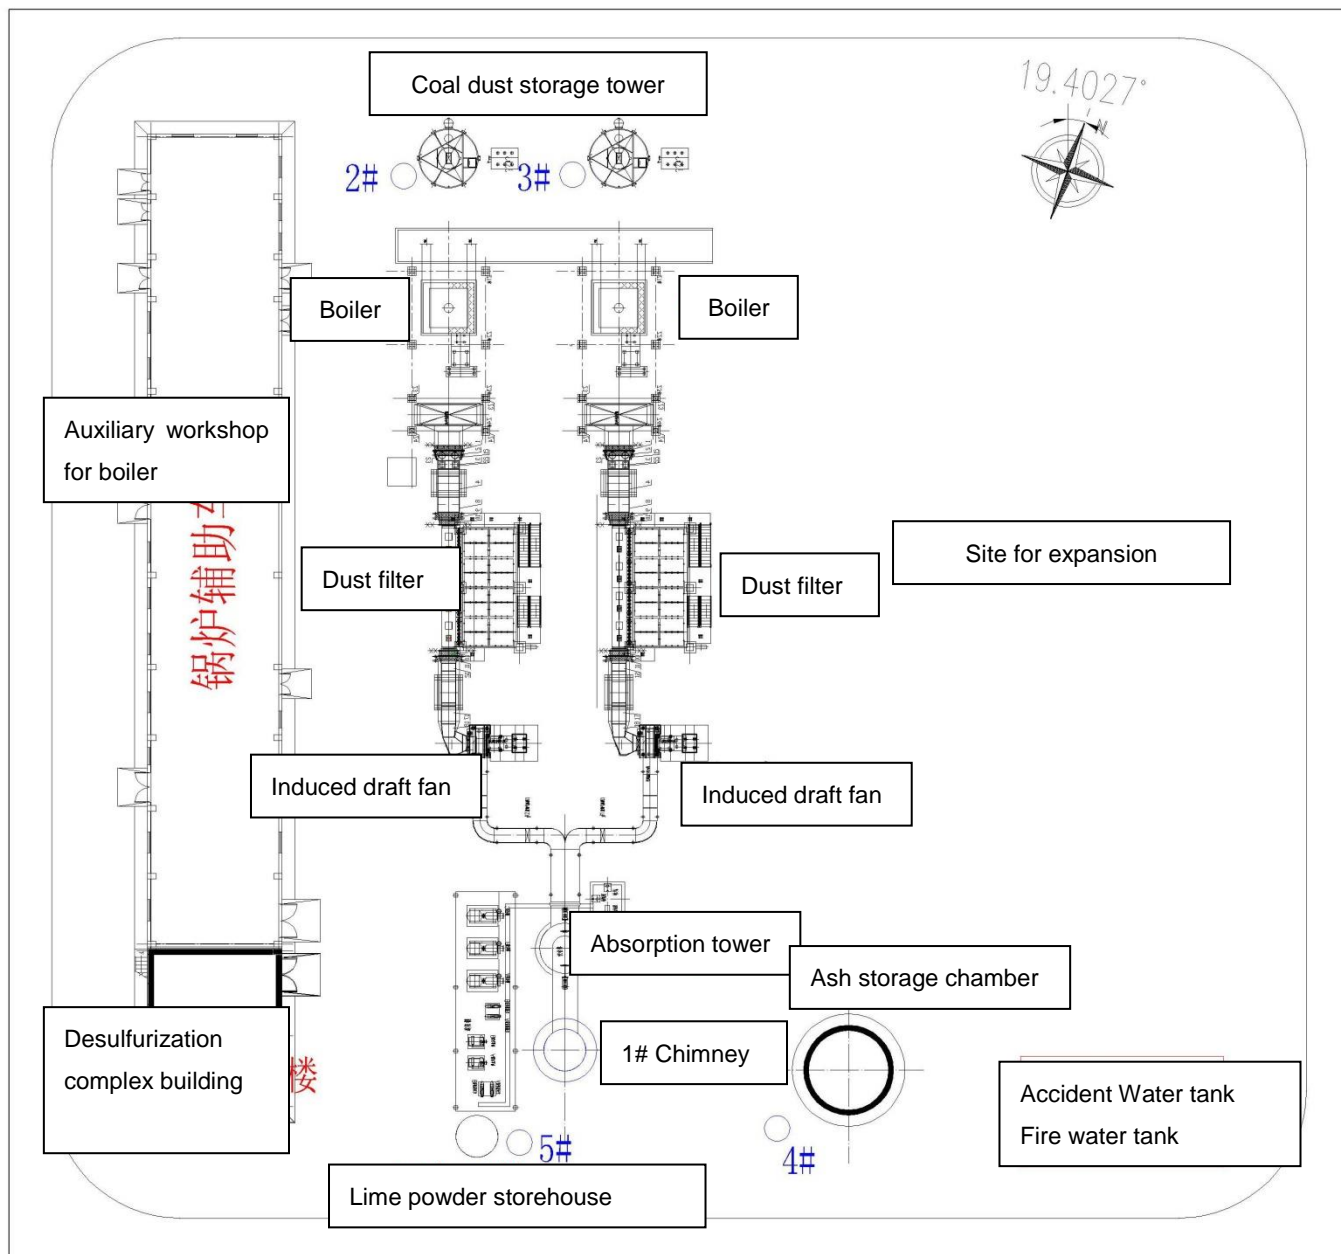 Coal dust storage tower
19.4027°
N
2#
3#
Boiler
Boiler
Auxiliary workshop
for boiler
锅炉辅助
Dust filter
Dust filter
Site for expansion
Induced draft fan
Induced draft fan
Absorption tower
Ash storage chamber
Desulfurization
complex building
楼
1# Chimney
Accident Water tank
Fire water tank
5#
4#
Lime powder storehouse